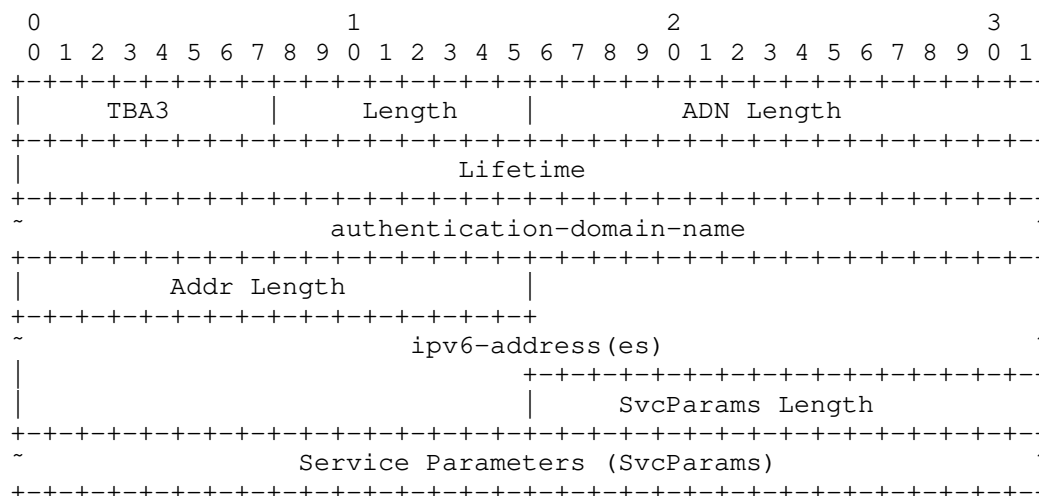 0                   1                   2                   3
0 1 2 3 4 5 6 7 8 9 0 1 2 3 4 5 6 7 8 9 0 1 2 3 4 5 6 7 8 9 0 1
TBA3 | Length | ADN Length
Lifetime
authentication-domain-name
Addr Length
ipv6-address(es)
SvcParams Length
Service Parameters (SvcParams)